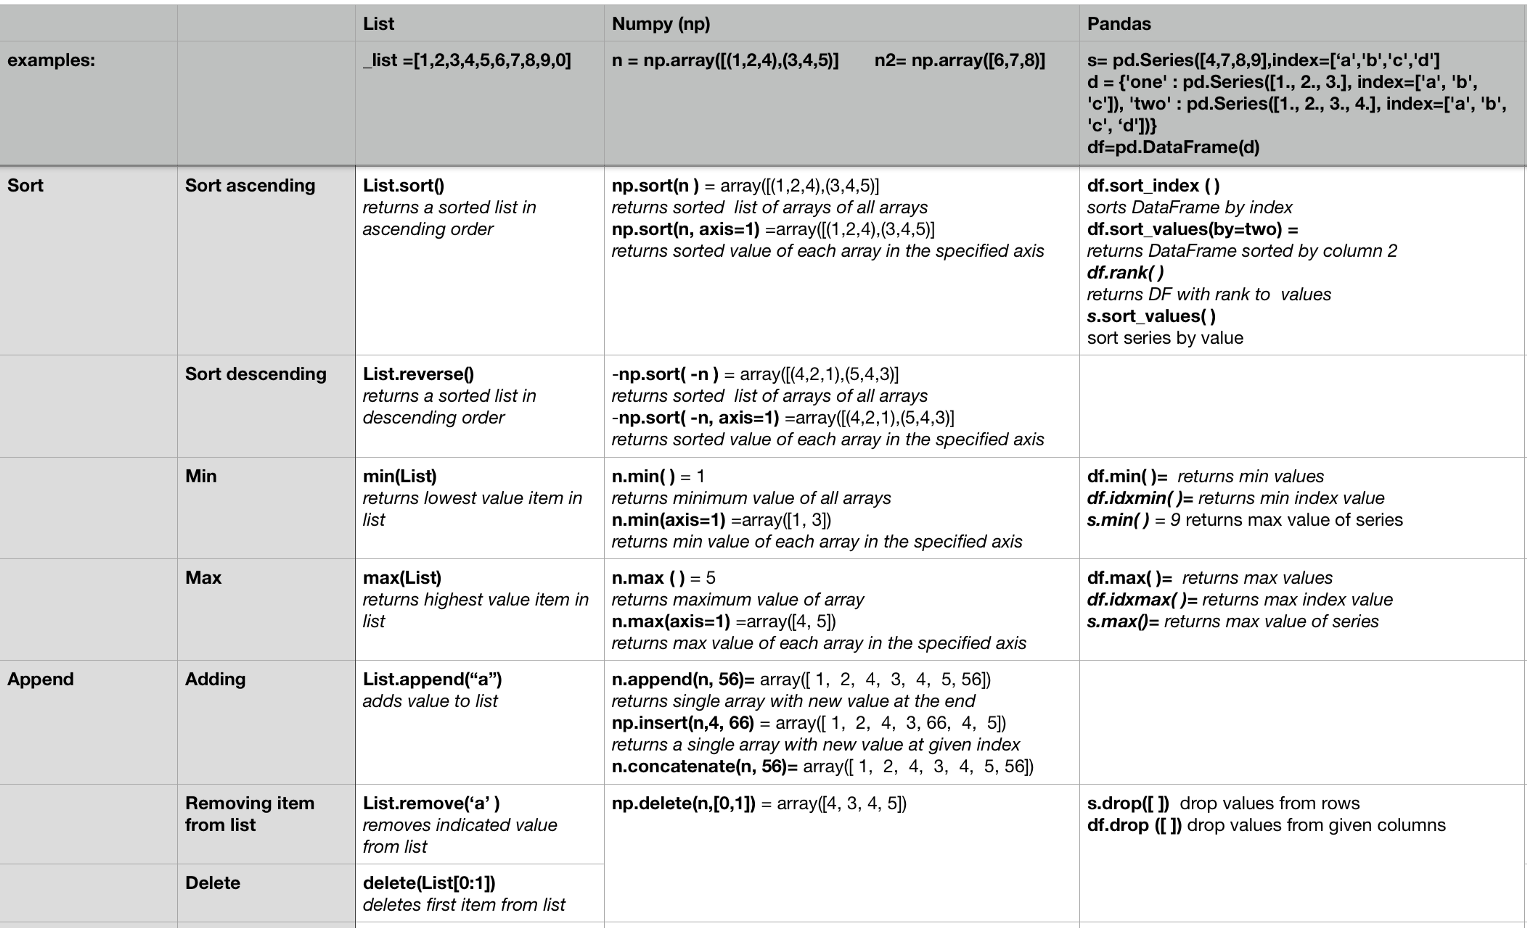 List
Numpy (np)
Pandas
examples:
_list =[1,2,3,4,5,6,7,8,9,0]
n = np.array([(1,2,4),(3,4,5)] n2= np.array([6,7,8)]
s= pd.Series([4,7,8,9],index=[‘a','b','c','d']
d = {'one' : pd.Series([1., 2., 3.], index=['a', 'b',
'c']), 'two' : pd.Series([1., 2., 3., 4.], index=['a', 'b',
'c', ‘d'])}
df=pd.DataFrame(d)
Sort
Sort ascending
List.sort()
returns a sorted list in
ascending order
np.sort(n ) = array([(1,2,4),(3,4,5)]
returns sorted list of arrays of all arrays
np.sort(n, axis=1) =array([(1,2,4),(3,4,5)]
returns sorted value of each array in the specified axis
df.sort_index ( )
sorts DataFrame by index
df.sort_values(by=two) =
returns DataFrame sorted by column 2
df.rank( )
returns DF with rank to values
s.sort_values( )
sort series by value
Sort descending
List.reverse()
returns a sorted list in
descending order
-np.sort( -n ) = array([(4,2,1),(5,4,3)]
returns sorted list of arrays of all arrays
-np.sort( -n, axis=1) =array([(4,2,1),(5,4,3)]
returns sorted value of each array in the specified axis
Min
min(List)
returns lowest value item in
list
n.min( ) = 1
returns minimum value of all arrays
n.min(axis=1) =array([1, 3])
returns min value of each array in the specified axis
df.min( )= returns min values
df.idxmin( )= returns min index value
s.min( ) = 9 returns max value of series
Max
max(List)
returns highest value item in
list
n.max ( ) = 5
returns maximum value of array
n.max(axis=1) =array([4, 5])
returns max value of each array in the specified axis
df.max( )= returns max values
df.idxmax( )= returns max index value
s.max()= returns max value of series
Append
Adding
List.append(“a”)
adds value to list
n.append(n, 56)= array([ 1, 2, 4, 3, 4, 5, 56])
returns single array with new value at the end
np.insert(n,4, 66) = array([ 1, 2, 4, 3, 66, 4, 5])
returns a single array with new value at given index
n.concatenate(n, 56)= array([ 1, 2, 4, 3, 4, 5, 56])
Removing item
from list
List.remove(‘a’ )
removes indicated value
from list
np.delete(n,[0,1]) = array([4, 3, 4, 5])
s.drop([ ]) drop values from rows
df.drop ([ ]) drop values from given columns
Delete
delete(List[0:1])
deletes first item from list